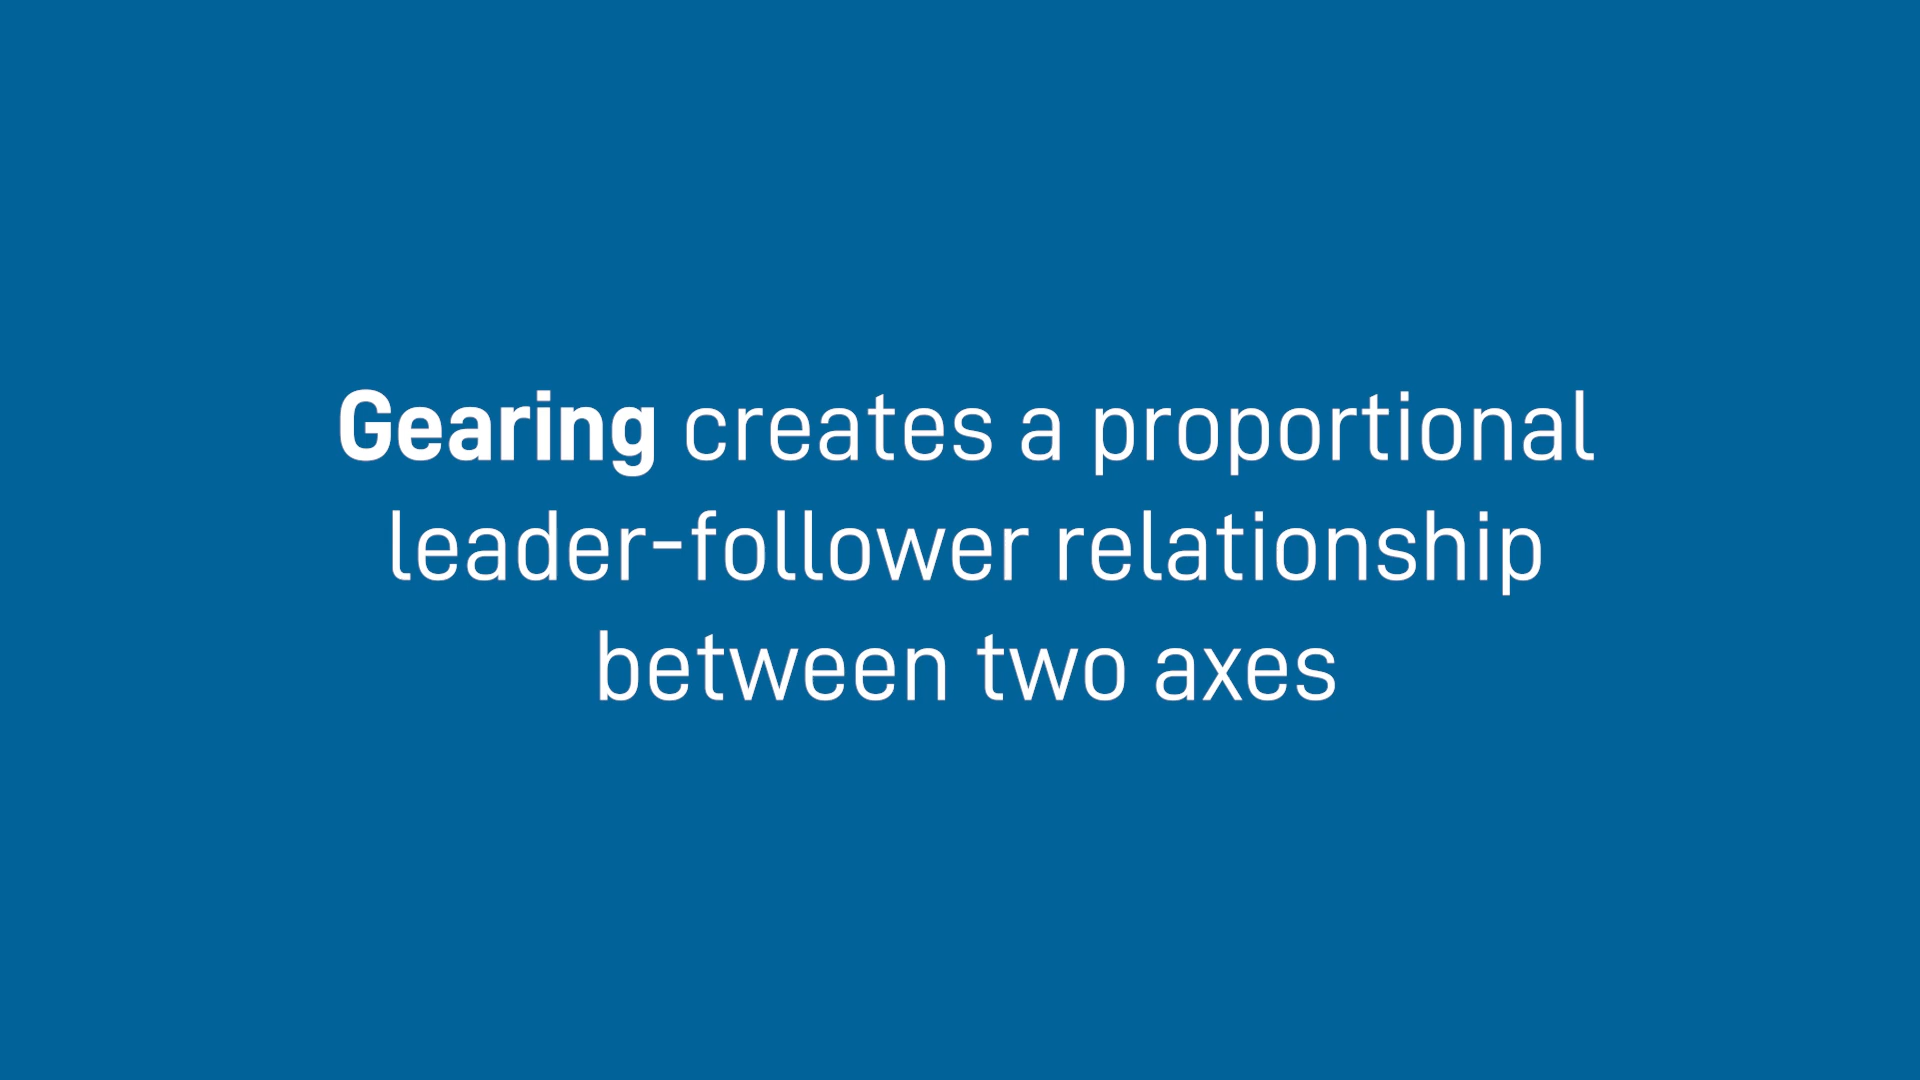 Gearing creates a proportional
leader-follower relationship
between two axes